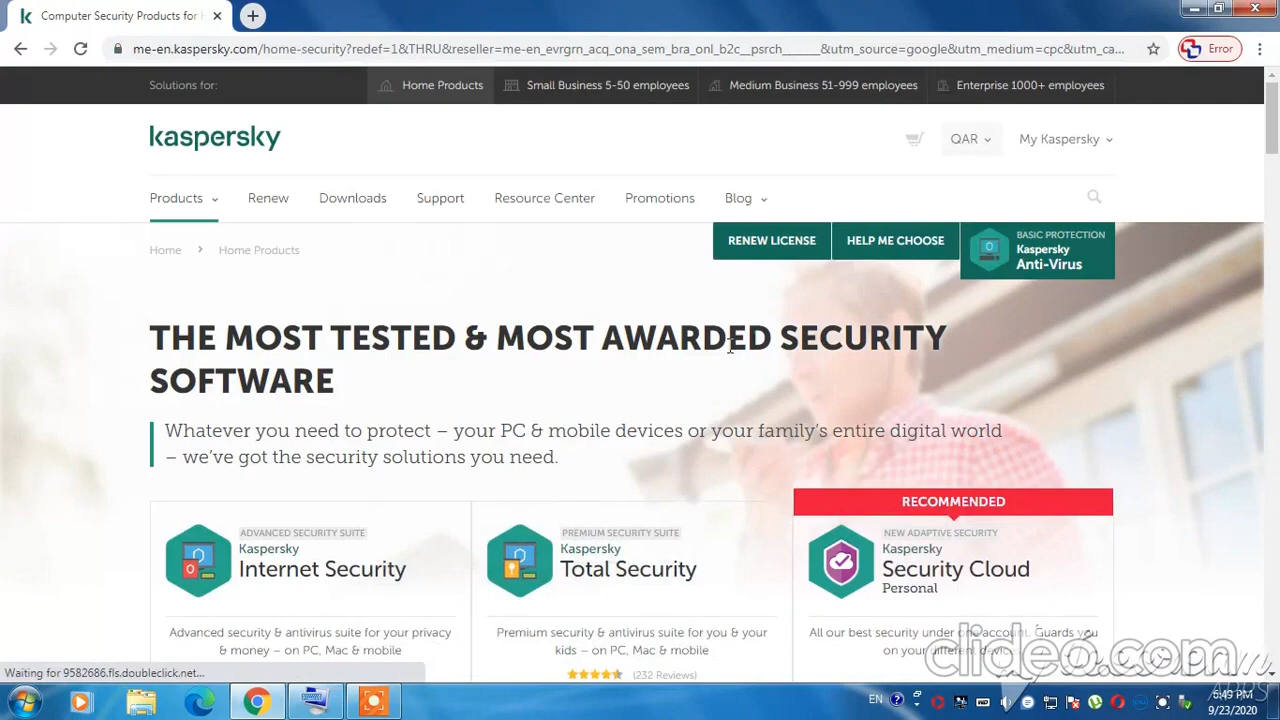 Computer Security Products for
me-en.kaspersky.com/home-security?redef=1&THRU&reseller=me-en_evrgrn_acq_ona_sem_bra_onl_b2c__psrch______&utm_source=google&utm_medium=cpc&utm_ca...
Error
Solutions for:
Home Products
Small Business 5-50 employees
Medium Business 51-999 employees
Enterprise 1000+ employees
kaspersky
QAR
My Kaspersky
Products
Renew
Downloads
Support
Resource Center
Promotions
Blog
Home > Home Products
RENEW LICENSE
HELP ME CHOOSE
BASIC PROTECTION
Kaspersky
Anti-Virus
THE MOST TESTED & MOST AWARDED SECURITY
SOFTWARE
Whatever you need to protect – your PC & mobile devices or your family's entire digital world
– we've got the security solutions you need.
ADVANCED SECURITY SUITE
Kaspersky
Internet Security
Advanced security & antivirus suite for your privacy
& money – on PC, Mac & mobile
PREMIUM SECURITY SUITE
Kaspersky
Total Security
Premium security & antivirus suite for you & your
kids – on PC, Mac & mobile
(232 Reviews)
RECOMMENDED
NEW ADAPTIVE SECURITY
Kaspersky
Security Cloud
Personal
All our best security under one account. Guards you
on your different
clideo.com
Waiting for 9582686.fls.doubleclick.net...
EN
6:49 PM
9/23/2020